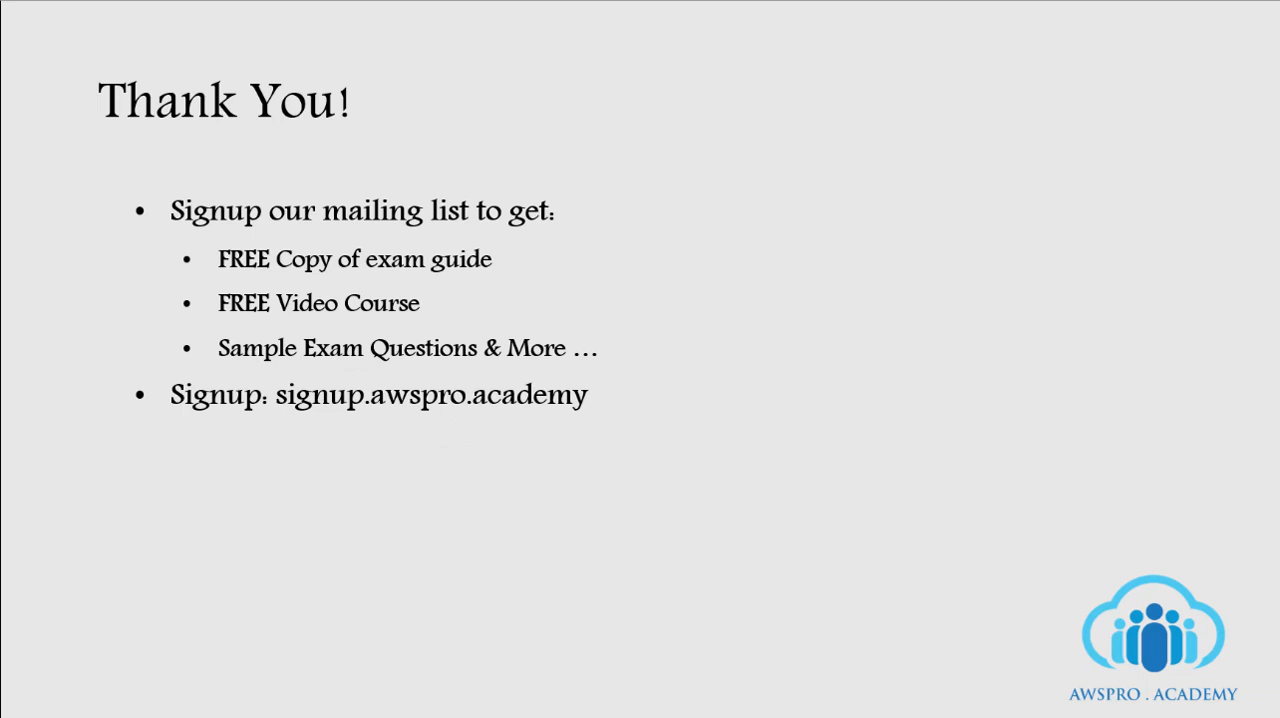 Thank You!
• Signup our mailing list to get:
• FREE Copy of exam guide
• FREE Video Course
• Sample Exam Questions & More …
• Signup: signup.awspro.academy
AWSPRO . ACADEMY